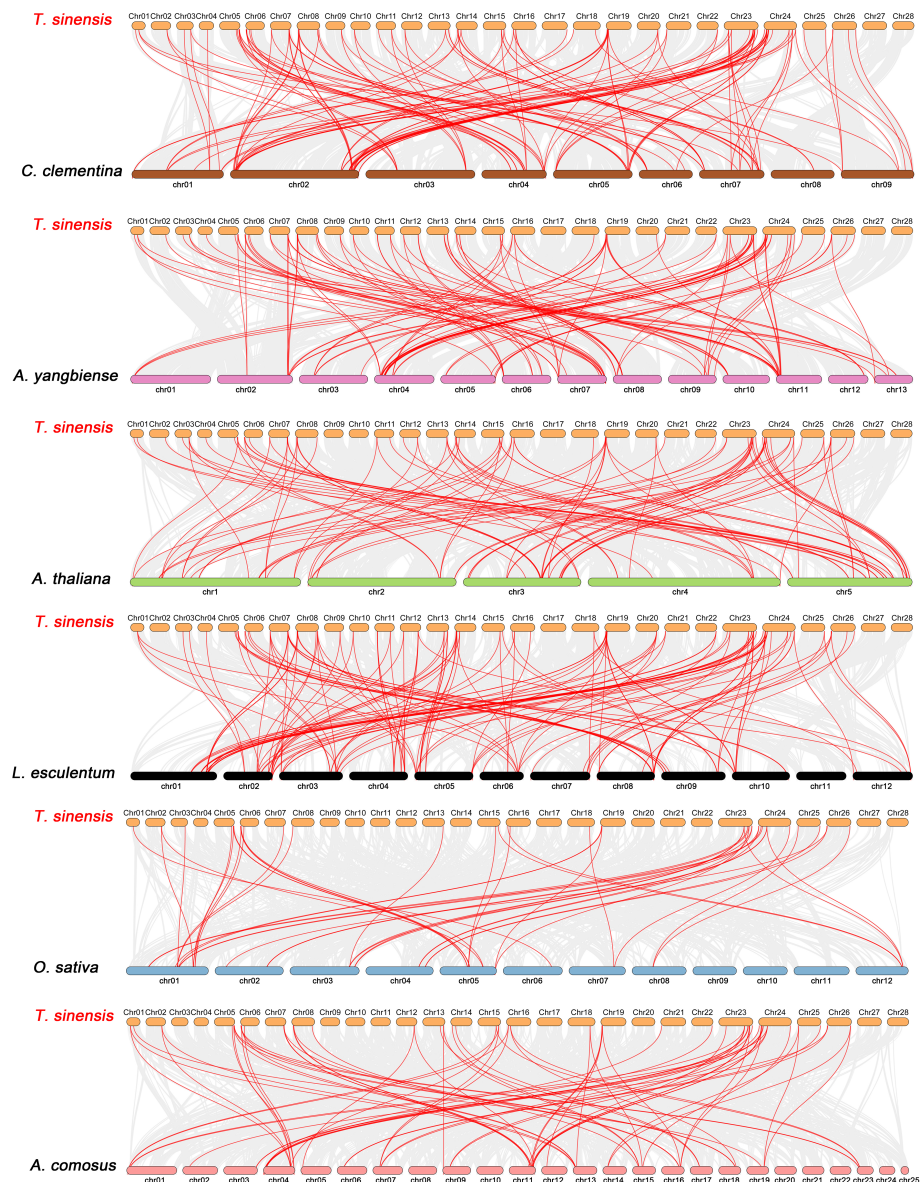 T. sinensis Chr01 Chr02 Chr03 Chr04 Chr05 Chr06 Chr07 Chr08 Chr09 Chr10 Chr11 Chr12 Chr13 Chr14 Chr15 Chr16 Chr17 Chr18 Chr19 Chr20 Chr21 Chr22 Chr23 Chr24 Chr25 Chr26 Chr27 Chr28
C. clementina
chr01 chr02 chr03 chr04 chr05 chr06 chr07 chr08 chr09
T. sinensis Chr01 Chr02 Chr03 Chr04 Chr05 Chr06 Chr07 Chr08 Chr09 Chr10 Chr11 Chr12 Chr13 Chr14 Chr15 Chr16 Chr17 Chr18 Chr19 Chr20 Chr21 Chr22 Chr23 Chr24 Chr25 Chr26 Chr27 Chr28
A. yangbiense
chr01 chr02 chr03 chr04 chr05 chr06 chr07 chr08 chr09 chr10 chr11 chr12 chr13
T. sinensis Chr01 Chr02 Chr03 Chr04 Chr05 Chr06 Chr07 Chr08 Chr09 Chr10 Chr11 Chr12 Chr13 Chr14 Chr15 Chr16 Chr17 Chr18 Chr19 Chr20 Chr21 Chr22 Chr23 Chr24 Chr25 Chr26 Chr27 Chr28
A. thaliana
chr1 chr2 chr3 chr4 chr5
T. sinensis Chr01 Chr02 Chr03 Chr04 Chr05 Chr06 Chr07 Chr08 Chr09 Chr10 Chr11 Chr12 Chr13 Chr14 Chr15 Chr16 Chr17 Chr18 Chr19 Chr20 Chr21 Chr22 Chr23 Chr24 Chr25 Chr26 Chr27 Chr28
L. esculentum
chr01 chr02 chr03 chr04 chr05 chr06 chr07 chr08 chr09 chr10 chr11 chr12
T. sinensis Chr01 Chr02 Chr03 Chr04 Chr05 Chr06 Chr07 Chr08 Chr09 Chr10 Chr11 Chr12 Chr13 Chr14 Chr15 Chr16 Chr17 Chr18 Chr19 Chr20 Chr21 Chr22 Chr23 Chr24 Chr25 Chr26 Chr27 Chr28
O. sativa
chr01 chr02 chr03 chr04 chr05 chr06 chr07 chr08 chr09 chr10 chr11 chr12
T. sinensis Chr01 Chr02 Chr03 Chr04 Chr05 Chr06 Chr07 Chr08 Chr09 Chr10 Chr11 Chr12 Chr13 Chr14 Chr15 Chr16 Chr17 Chr18 Chr19 Chr20 Chr21 Chr22 Chr23 Chr24 Chr25 Chr26 Chr27 Chr28
A. comosus
chr01 chr02 chr03 chr04 chr05 chr06 chr07 chr08 chr09 chr10 chr11 chr12 chr13 chr14 chr15 chr16 chr17 chr18 chr19 chr20 chr21 chr22 chr23 chr24 chr25